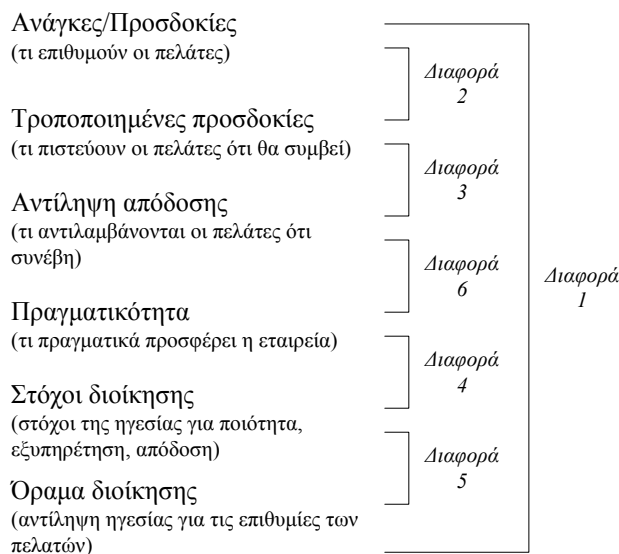 Ανάγκες/Προσδοκίες
(τι επιθυμούν οι πελάτες)
Διαφορά
2
Τροποποιημένες προσδοκίες
(τι πιστεύουν οι πελάτες ότι θα συμβεί)
Διαφορά
3
Αντίληψη απόδοσης
(τι αντιλαμβάνονται οι πελάτες ότι
συνέβη)
Διαφορά
6
Διαφορά
1
Πραγματικότητα
(τι πραγματικά προσφέρει η εταιρεία)
Διαφορά
4
Στόχοι διοίκησης
(στόχοι της ηγεσίας για ποιότητα,
εξυπηρέτηση, απόδοση)
Διαφορά
5
Όραμα διοίκησης
(αντίληψη ηγεσίας για τις επιθυμίες των
πελατών)